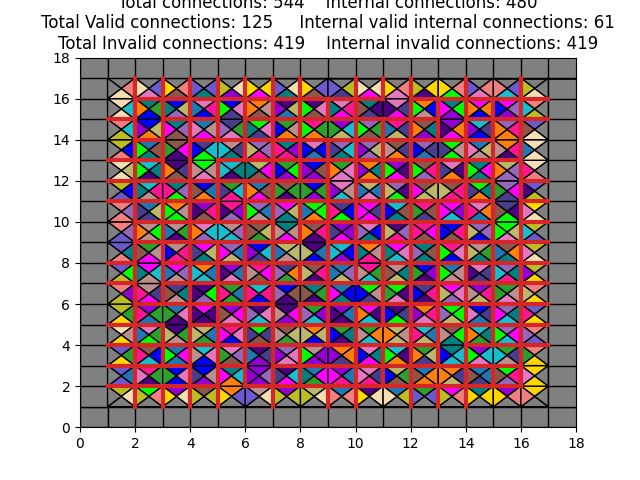 Total connections: 544    Internal connections: 480
Total Valid connections: 125    Internal valid internal connections: 61
Total Invalid connections: 419    Internal invalid connections: 419
18
16
14
12
10
8
6
4
2
0
0 2 4 6 8 10 12 14 16 18